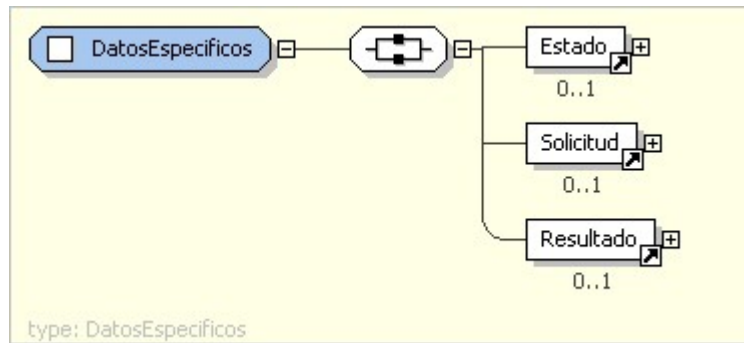 DatosEspecificos
Estado
0..1
Solicitud
0..1
Resultado
0..1
type: DatosEspecificos